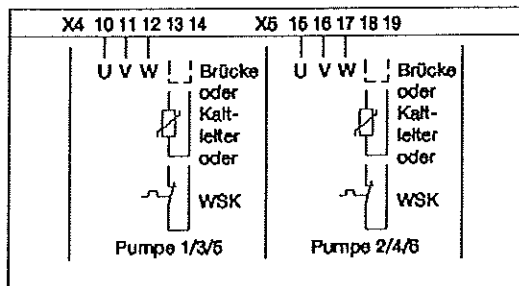 X4 10 11 12 13 14 X5 15 16 17 18 19
U V W Brücke U V W Brücke
oder oder
Kalt- Kalt-
leiter leiter
oder oder
WSK WSK
Pumpe 1/3/5 Pumpe 2/4/6